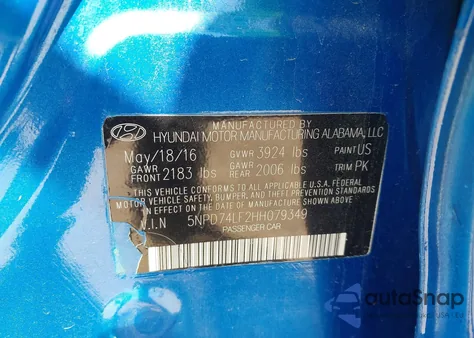 MANUFACTURED BY
HYUNDAI MOTOR MANUFACTURING ALABAMA, LLC
May/18/16 GVWR 3924 lbs PAINT US
GAWR FRONT 2183 lbs GAWR REAR 2006 lbs TRIM PK
THIS VEHICLE CONFORMS TO ALL APPLICABLE U.S.A. FEDERAL
MOTOR VEHICLE SAFETY, BUMPER, AND THEFT PREVENTION STANDARDS
IN EFFECT ON THE DATE OF MANUFACTURE SHOWN ABOVE.
V.I.N 5NPD74LF2HH079349
PASSENGER CAR
autoSnap